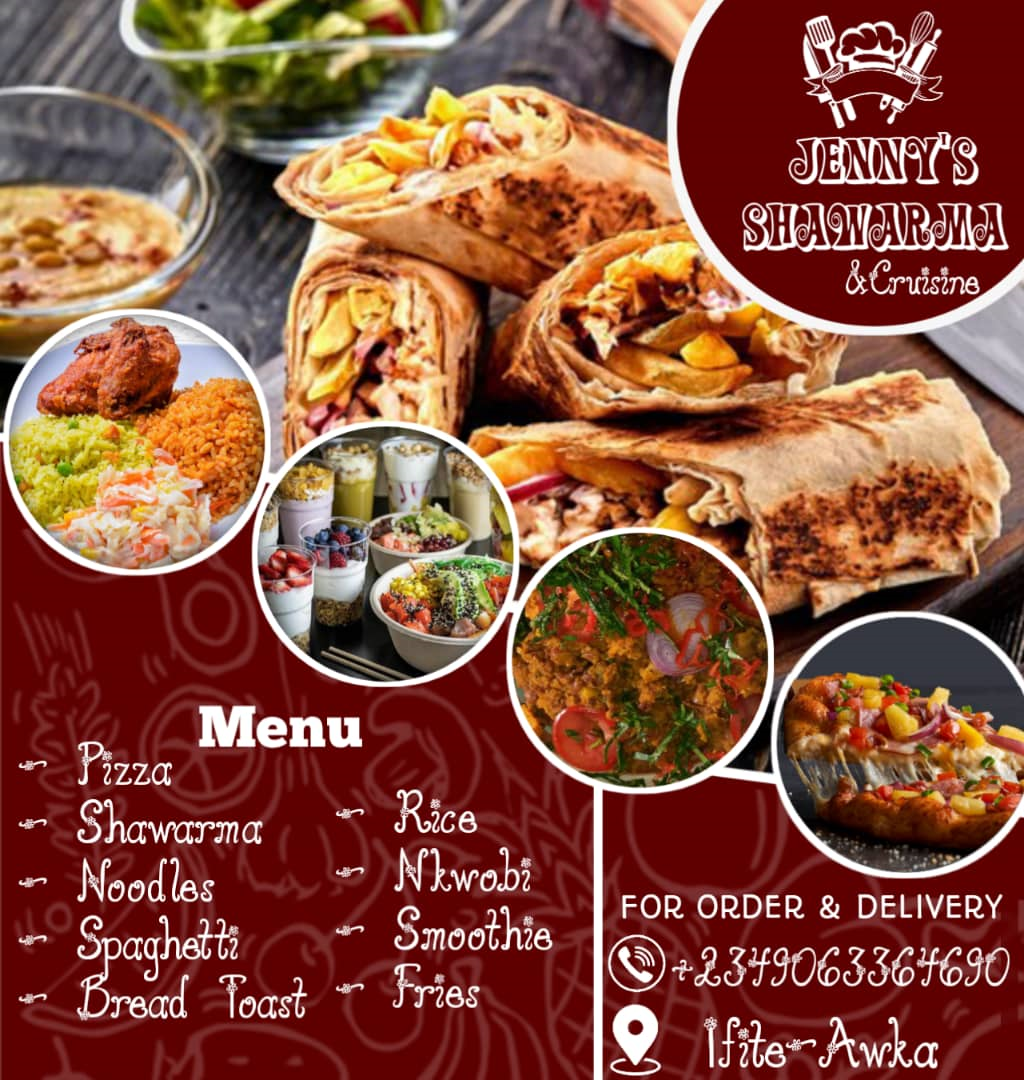 JENNY'S
SHAWARMA
&Cruisine
Menu
Pizza
Shawarma
Noodles
Spaghetti
Bread Toast
Rice
Nkwobi
Smoothie
Fries
FOR ORDER & DELIVERY
+2349063364690
Ifite-Awka